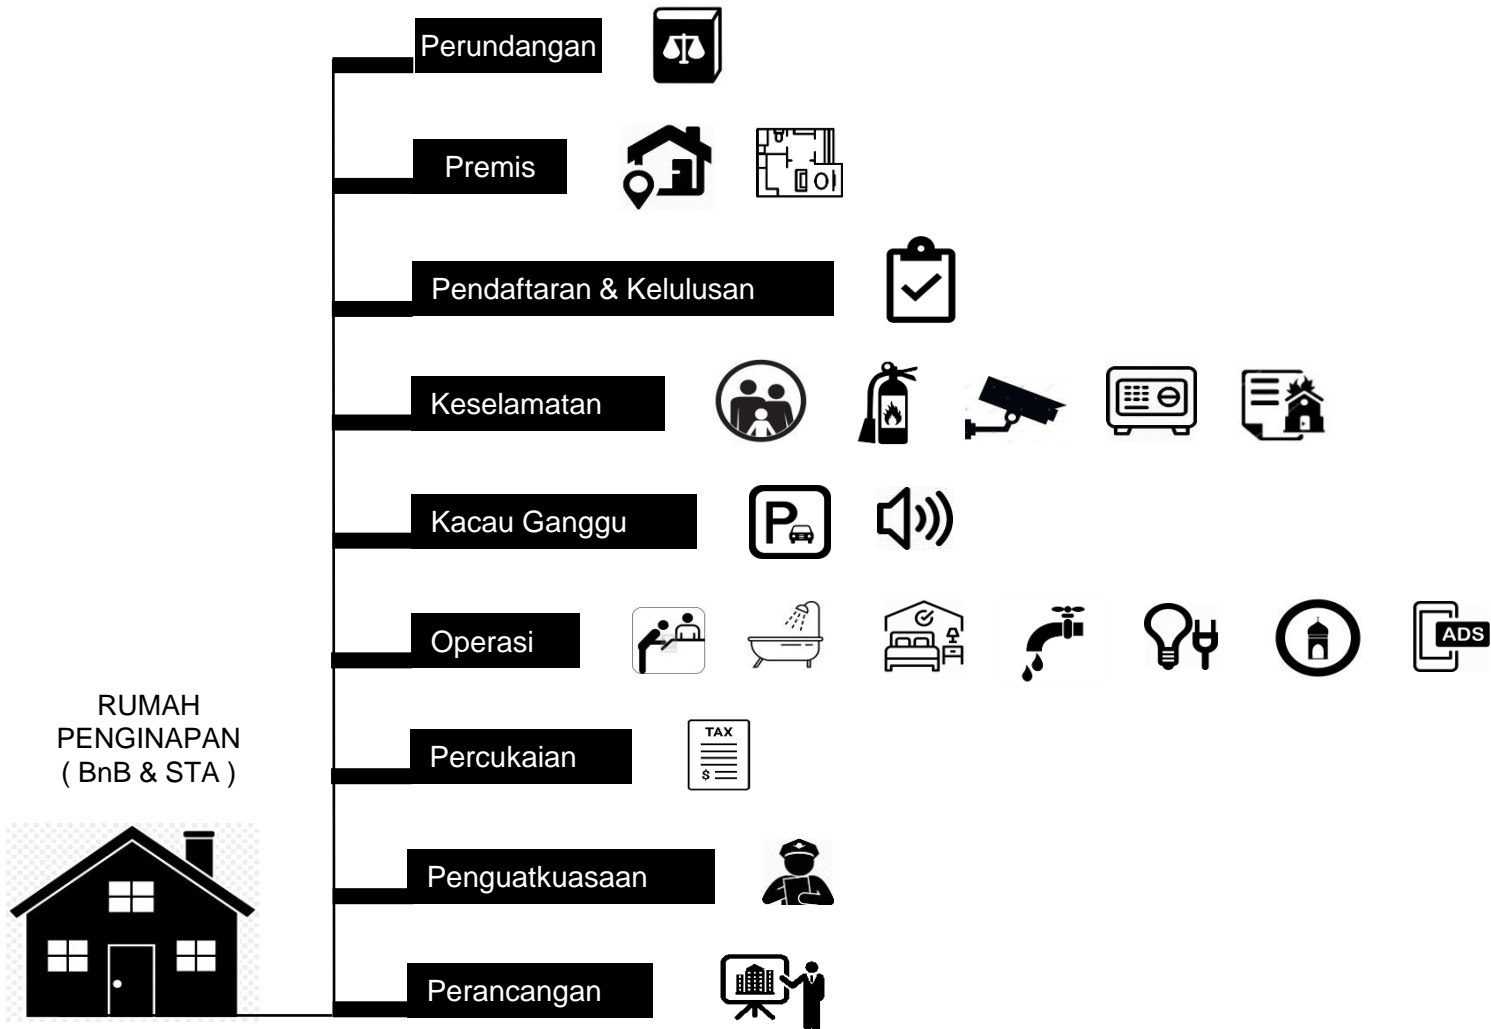 Perundangan
Premis
Pendaftaran & Kelulusan
Keselamatan
Kacau Ganggu
P
Operasi
ADS
RUMAH
PENGINAPAN
( BnB & STA )
Percukaian
TAX
$
Penguatkuasaan
Perancangan